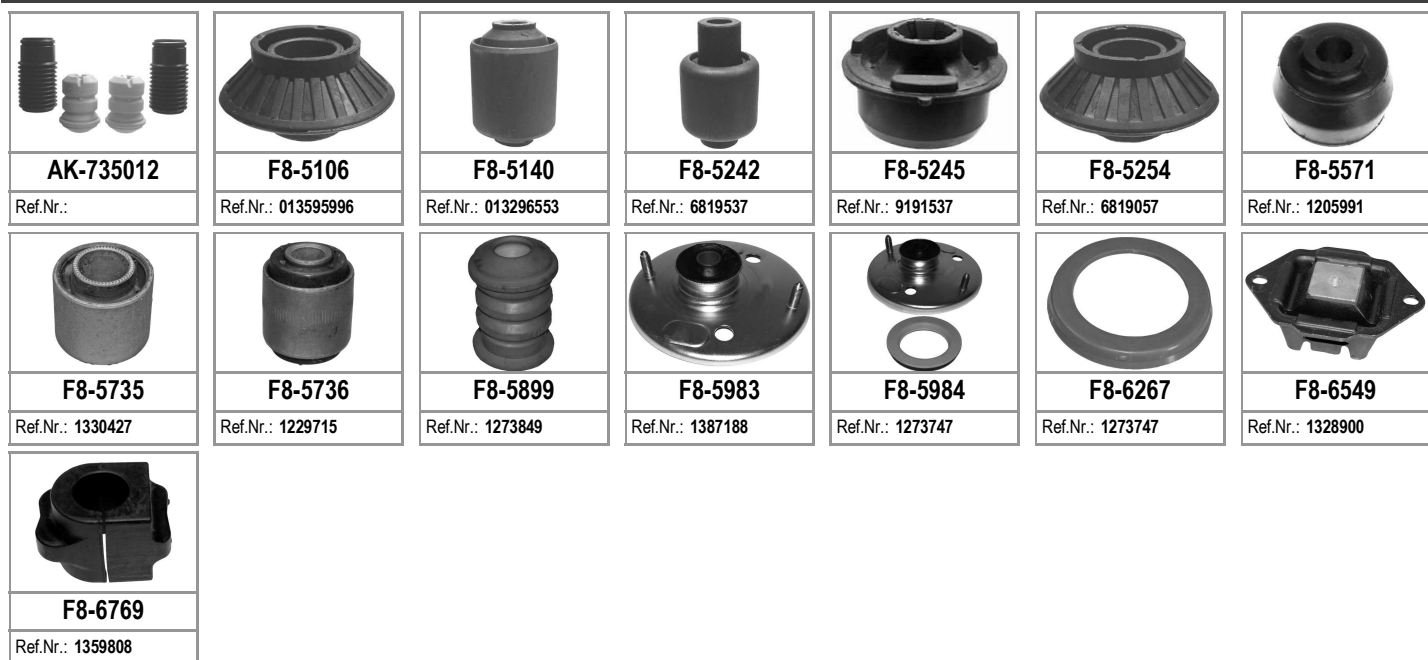 AK-735012
Ref.Nr.:
F8-5106
Ref.Nr.: 013595996
F8-5140
Ref.Nr.: 013296553
F8-5242
Ref.Nr.: 6819537
F8-5245
Ref.Nr.: 9191537
F8-5254
Ref.Nr.: 6819057
F8-5571
Ref.Nr.: 1205991
F8-5735
Ref.Nr.: 1330427
F8-5736
Ref.Nr.: 1229715
F8-5899
Ref.Nr.: 1273849
F8-5983
Ref.Nr.: 1387188
F8-5984
Ref.Nr.: 1273747
F8-6267
Ref.Nr.: 1273747
F8-6549
Ref.Nr.: 1328900
F8-6769
Ref.Nr.: 1359808